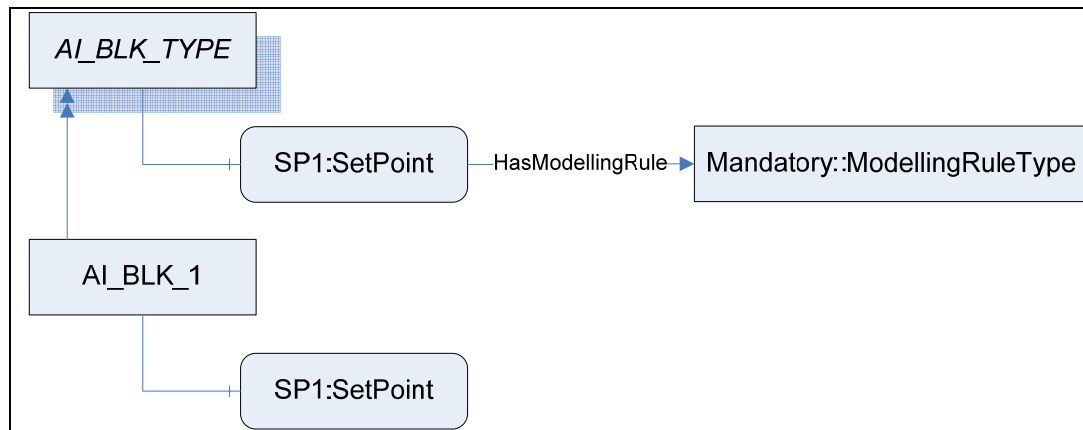 AI_BLK_TYPE
SP1:SetPoint
HasModellingRule
Mandatory::ModellingRuleType
AI_BLK_1
SP1:SetPoint